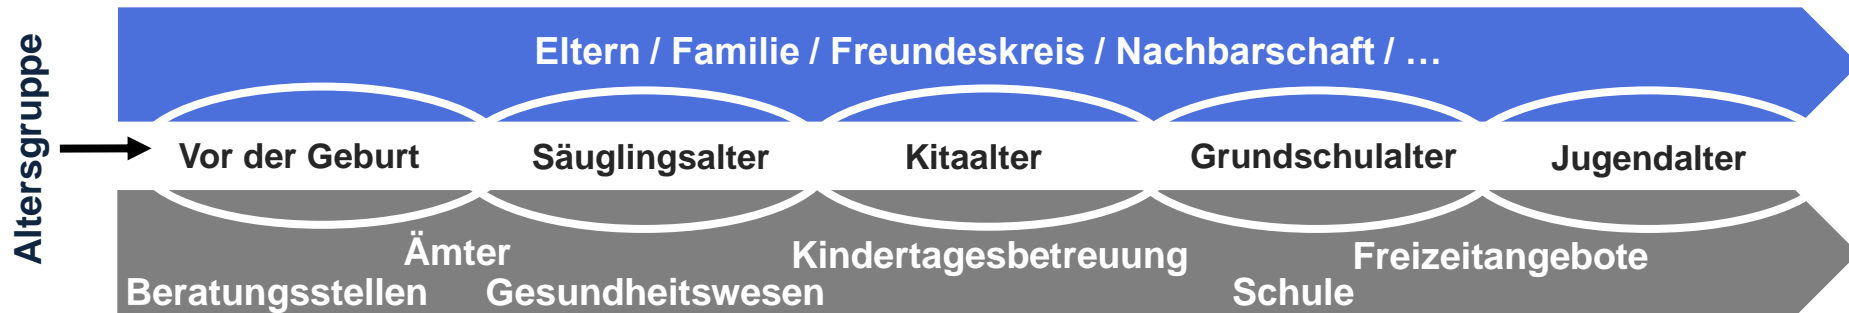 Altersgruppe
Eltern / Familie / Freundeskreis / Nachbarschaft / …
Vor der Geburt
Säuglingsalter
Kitaalter
Grundschulalter
Jugendalter
Ämter
Kindertagesbetreuung
Freizeitangebote
Beratungsstellen
Gesundheitswesen
Schule